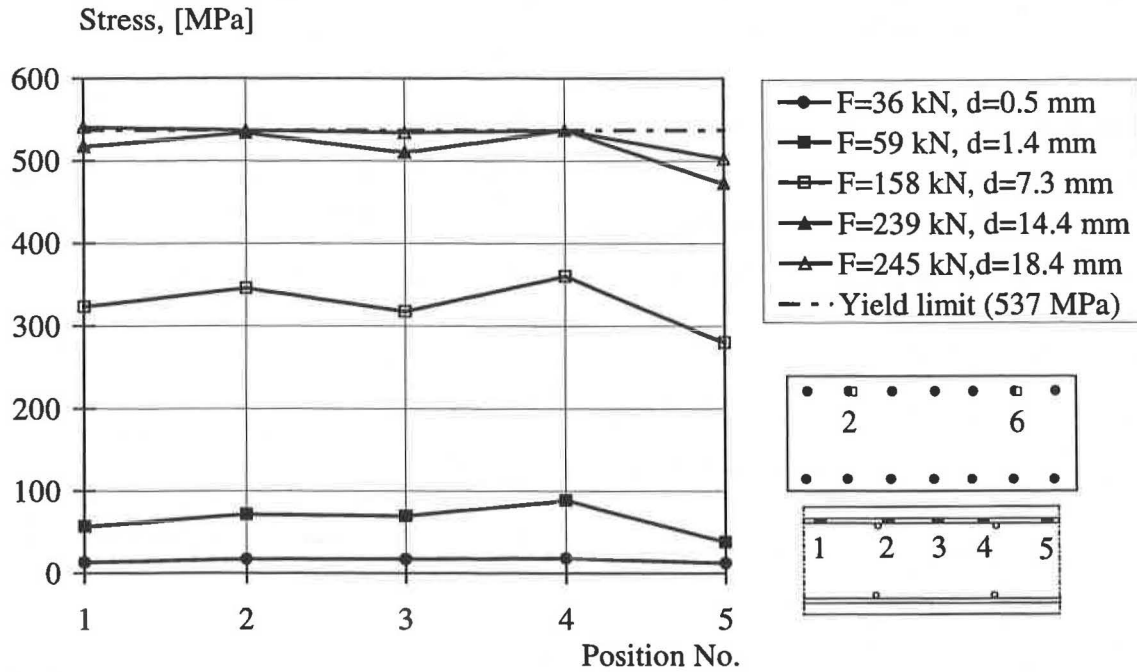 Stress, [MPa]
600
500
400
300
200
100
0
1 2 3 4 5
Position No.
F=36 kN, d=0.5 mm
F=59 kN, d=1.4 mm
F=158 kN, d=7.3 mm
F=239 kN, d=14.4 mm
F=245 kN,d=18.4 mm
Yield limit (537 MPa)
2 6
1 2 3 4 5